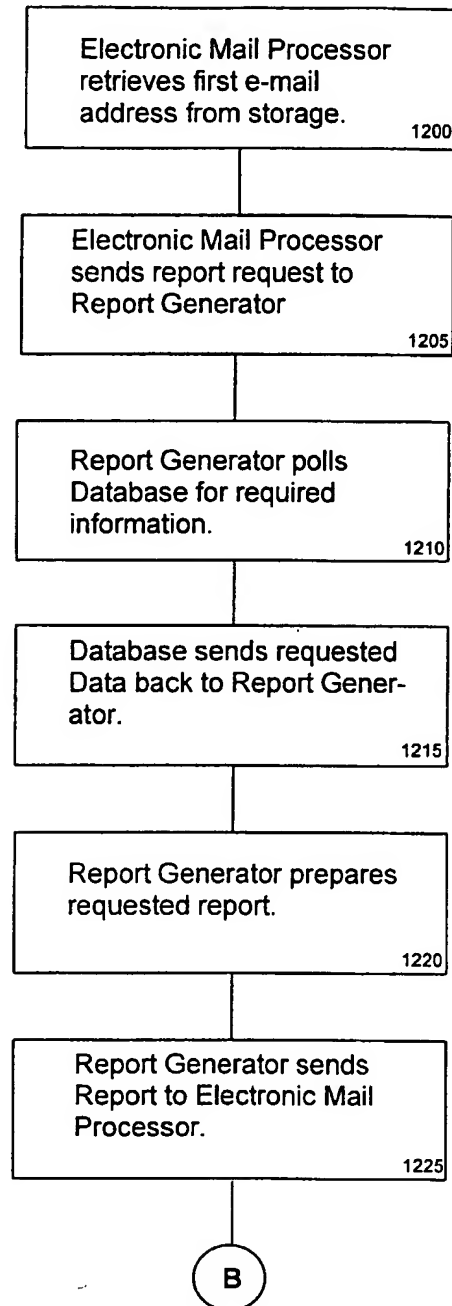 Electronic Mail Processor
retrieves first e-mail
address from storage.
1200
Electronic Mail Processor
sends report request to
Report Generator
1205
Report Generator polls
Database for required
information.
1210
Database sends requested
Data back to Report Gener-
ator.
1215
Report Generator prepares
requested report.
1220
Report Generator sends
Report to Electronic Mail
Processor.
1225
B